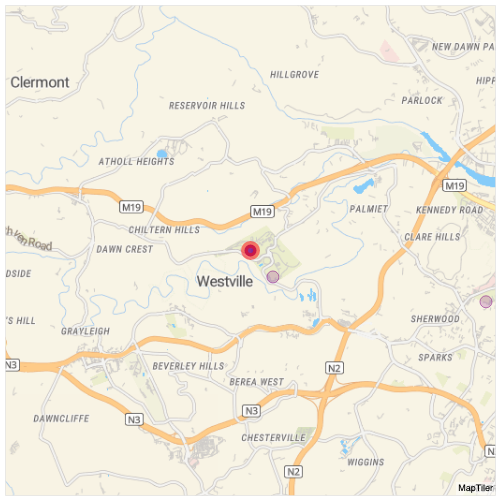 NEW DAWN PA
HILLGROVE
Clermont
HIPP
PARLOCK
RESERVOIR HILLS
ATHOLL HEIGHTS
M19
M19
M19
PALMIET
KENNEDY ROAD
CHILTERN HILLS
CLARE HILLS
ven Road
DAWN CREST
DSIDE
Westville
'S HILL
SHERWOOD
GRAYLEIGH
SPARKS
N3
BEVERLEY HILLS
N2
BEREA WEST
N3
N3
DAWNCLIFFE
CHESTERVILLE
N3
WIGGINS
N2
MapTiler